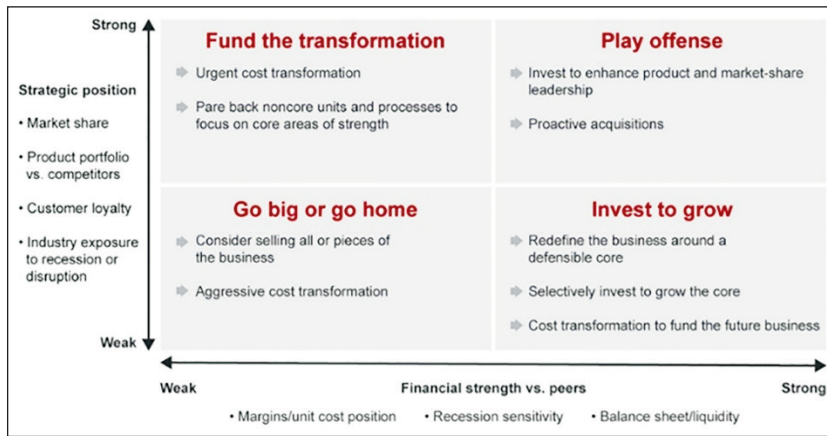 Strong
Strategic position
• Market share
• Product portfolio
vs. competitors
• Customer loyalty
• Industry exposure
to recession or
disruption
Weak
Fund the transformation
Urgent cost transformation
Pare back noncore units and processes to
focus on core areas of strength
Play offense
Invest to enhance product and market-share
leadership
Proactive acquisitions
Go big or go home
Consider selling all or pieces of
the business
Aggressive cost transformation
Invest to grow
Redefine the business around a
defensible core
Selectively invest to grow the core
Cost transformation to fund the future business
Weak Financial strength vs. peers Strong
• Margins/unit cost position • Recession sensitivity • Balance sheet/liquidity